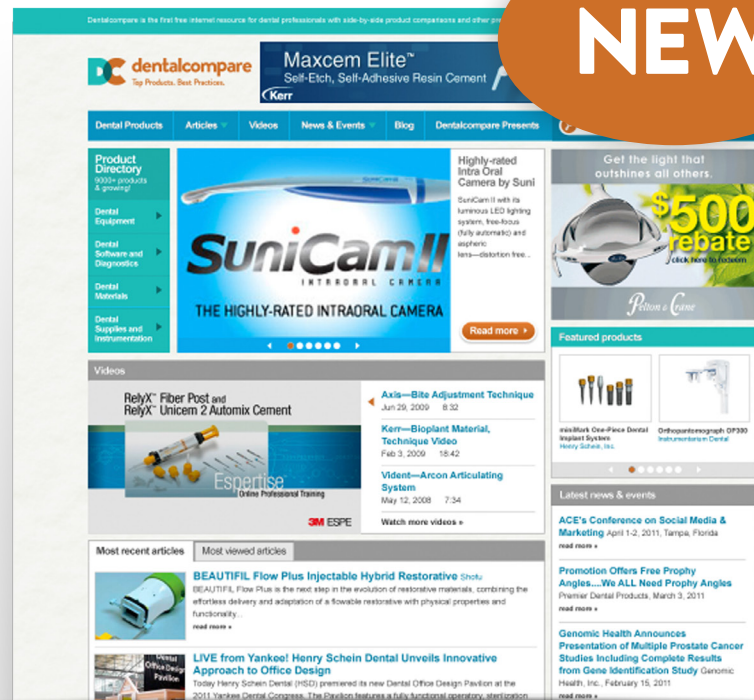 Dentalcompare is the first free internet resource for dental professionals with side-by-side product comparisons and other pr
NEW
dentalcompare
Top Products. Best Practices.
Maxcem Elite™
Self-Etch, Self-Adhesive Resin Cement
Kerr
Dental Products
Articles
Videos
News & Events
Blog
Dentalcompare Presents
Product
Directory
9000+ products
& growing!
Dental
Equipment
Dental
Software and
Diagnostics
Dental
Materials
Dental
Supplies and
Instrumentation
SuniCam II
SuniCam II
INTRAORAL CAMERA
THE HIGHLY-RATED INTRAORAL CAMERA
Highly-rated
Intra Oral
Camera by Suni
SuniCam II with its
luminous LED lighting
system, free-focus
(fully automatic) and
aspheric
lens—distortion free...
Read more
Get the light that
outshines all others.
$500
rebate
click here to redeem
Pelton & Crane
Featured products
miniMark One-Piece Dental
Implant System
Henry Schein, Inc.
Orthopantomograph OP300
Instrumentarium Dental
Videos
RelyX™ Fiber Post and
RelyX™ Unicem 2 Automix Cement
Espertise™
Online Professional Training
3M ESPE
Axis—Bite Adjustment Technique
Jun 29, 2009 8:32
Kerr—Bioplant Material,
Technique Video
Feb 3, 2009 18:42
Vident—Arcon Articulating
System
May 12, 2008 7:34
Watch more videos »
Latest news & events
ACE's Conference on Social Media &
Marketing April 1-2, 2011, Tampa, Florida
read more »
Promotion Offers Free Prophy
Angles....We ALL Need Prophy Angles
Premier Dental Products, March 3, 2011
read more »
Genomic Health Announces
Presentation of Multiple Prostate Cancer
Studies Including Complete Results
from Gene Identification Study Genomic
Health, Inc., February 15, 2011
read more »
Most recent articles
Most viewed articles
BEAUTIFIL Flow Plus Injectable Hybrid Restorative Shofu
BEAUTIFIL Flow Plus is the next step in the evolution of restorative materials, combining the
effortless delivery and adaptation of a flowable restorative with physical properties and
functionality...
read more »
Dental
Office Design
Pavilion
LIVE from Yankee! Henry Schein Dental Unveils Innovative
Approach to Office Design
Today Henry Schein Dental (HSD) premiered its new Dental Office Design Pavilion at the
2011 Yankee Dental Congress. The Pavilion features a fully functional operatory, sterilization